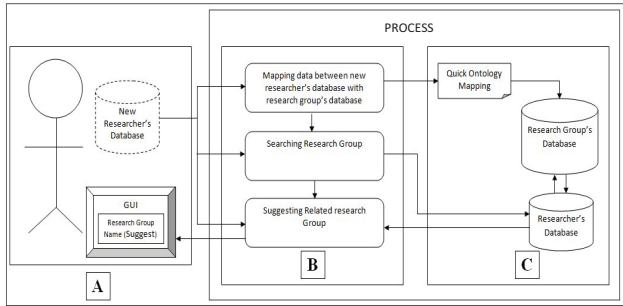 PROCESS
New
Researcher's
Database
GUI
Research Group
Name (Suggest)
A
Mapping data between new
researcher's database with
research group's database
Searching Research Group
Suggesting Related research
Group
B
Quick Ontology
Mapping
Research Group's
Database
Researcher's
Database
C